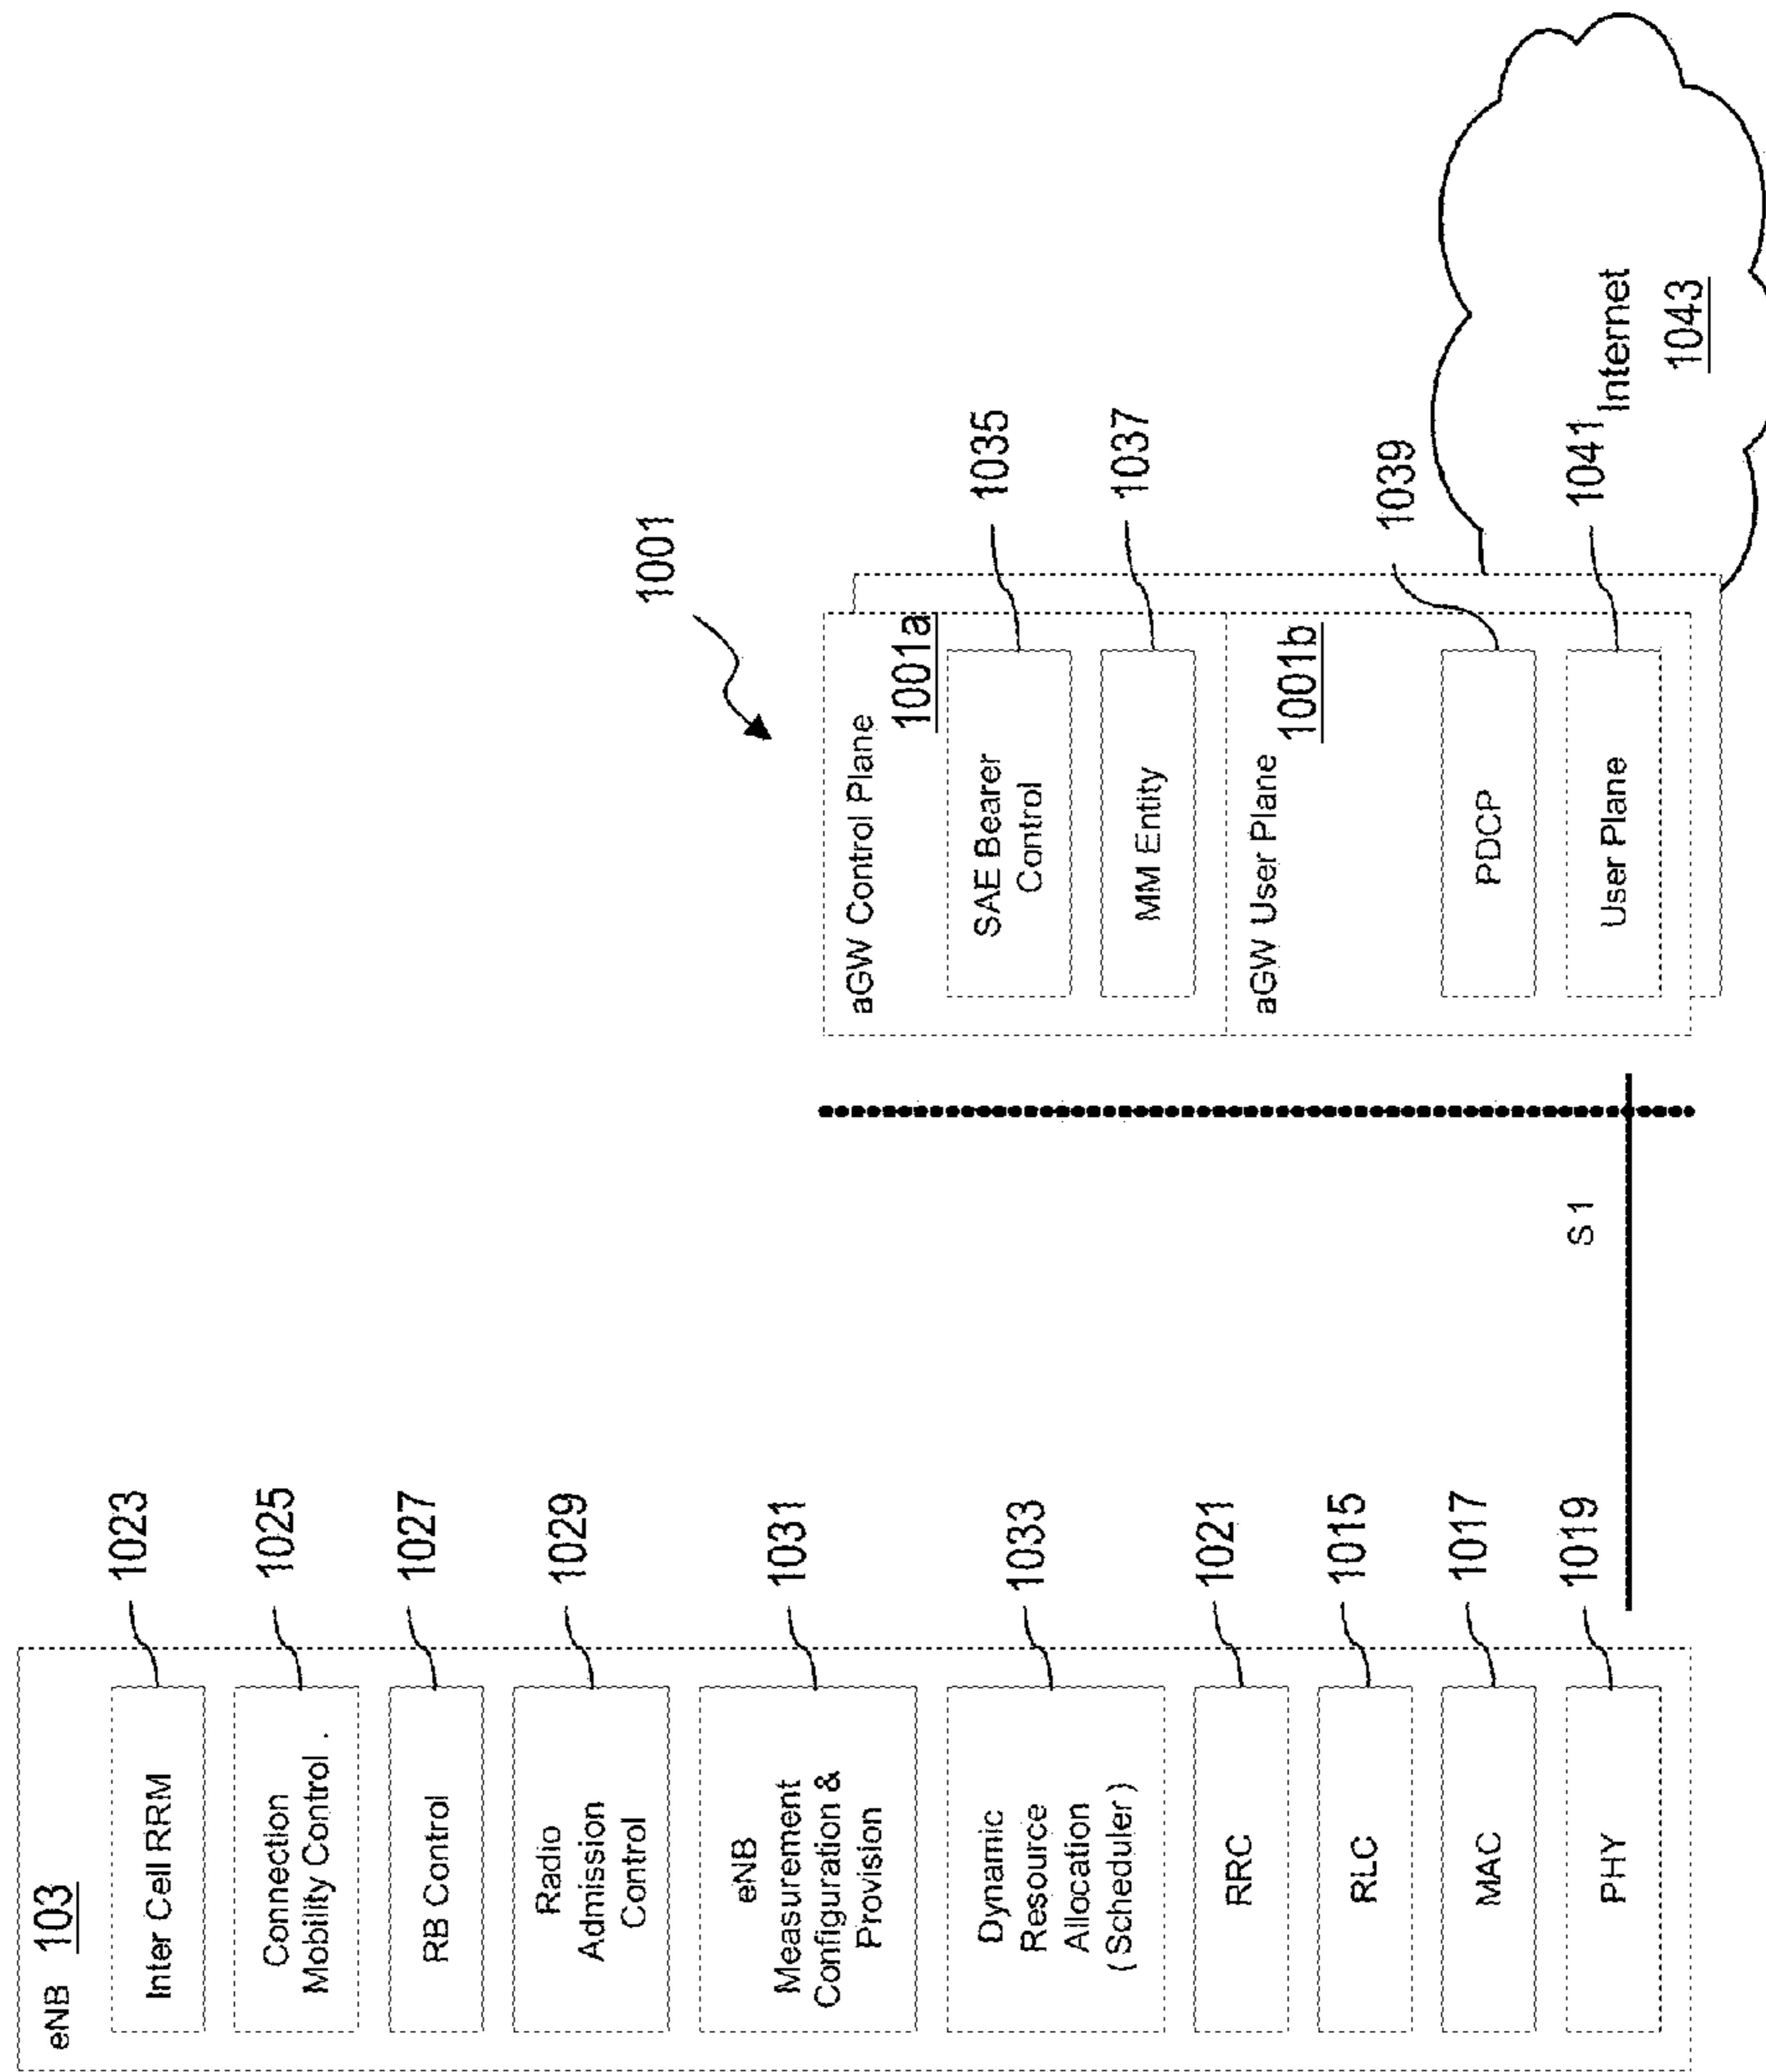 eNB 103
Inter Cell RRM
1023
Connection
Mobility Control .
1025
RB Control
1027
Radio
Admission
Control
1029
eNB
Measurement
Configuration &
Provision
1031
Dynamic
Resource
Allocation
( Scheduler )
1033
RRC
1021
RLC
1015
MAC
1017
PHY
1019
S 1
1001
aGW Control Plane
1001a
SAE Bearer
Control
1035
MM Entity
1037
aGW User Plane
1001b
PDCP
1039
User Plane
1041
Internet
1043